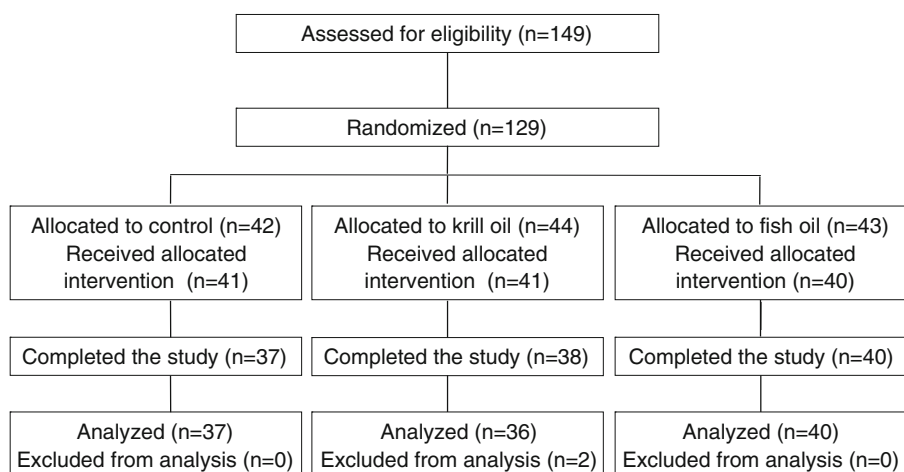 Assessed for eligibility (n=149)
Randomized (n=129)
Allocated to control (n=42)
Received allocated
intervention (n=41)
Allocated to krill oil (n=44)
Received allocated
intervention (n=41)
Allocated to fish oil (n=43)
Received allocated
intervention (n=40)
Completed the study (n=37)
Completed the study (n=38)
Completed the study (n=40)
Analyzed (n=37)
Excluded from analysis (n=0)
Analyzed (n=36)
Excluded from analysis (n=2)
Analyzed (n=40)
Excluded from analysis (n=0)